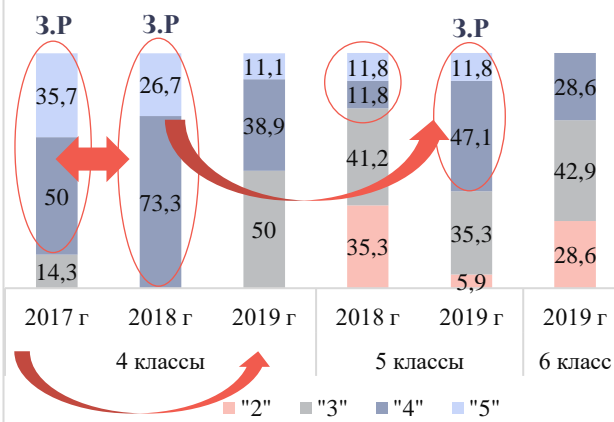 З.Р З.Р З.Р
35,7 26,7 11,1 11,8 11,8 28,6
50 73,3 38,9 11,8 47,1 42,9
14,3 50 41,2 35,3 28,6
35,3 5,9
2017 г 2018 г 2019 г 2018 г 2019 г 2019 г
4 классы 5 классы 6 класс
"2" "3" "4" "5"